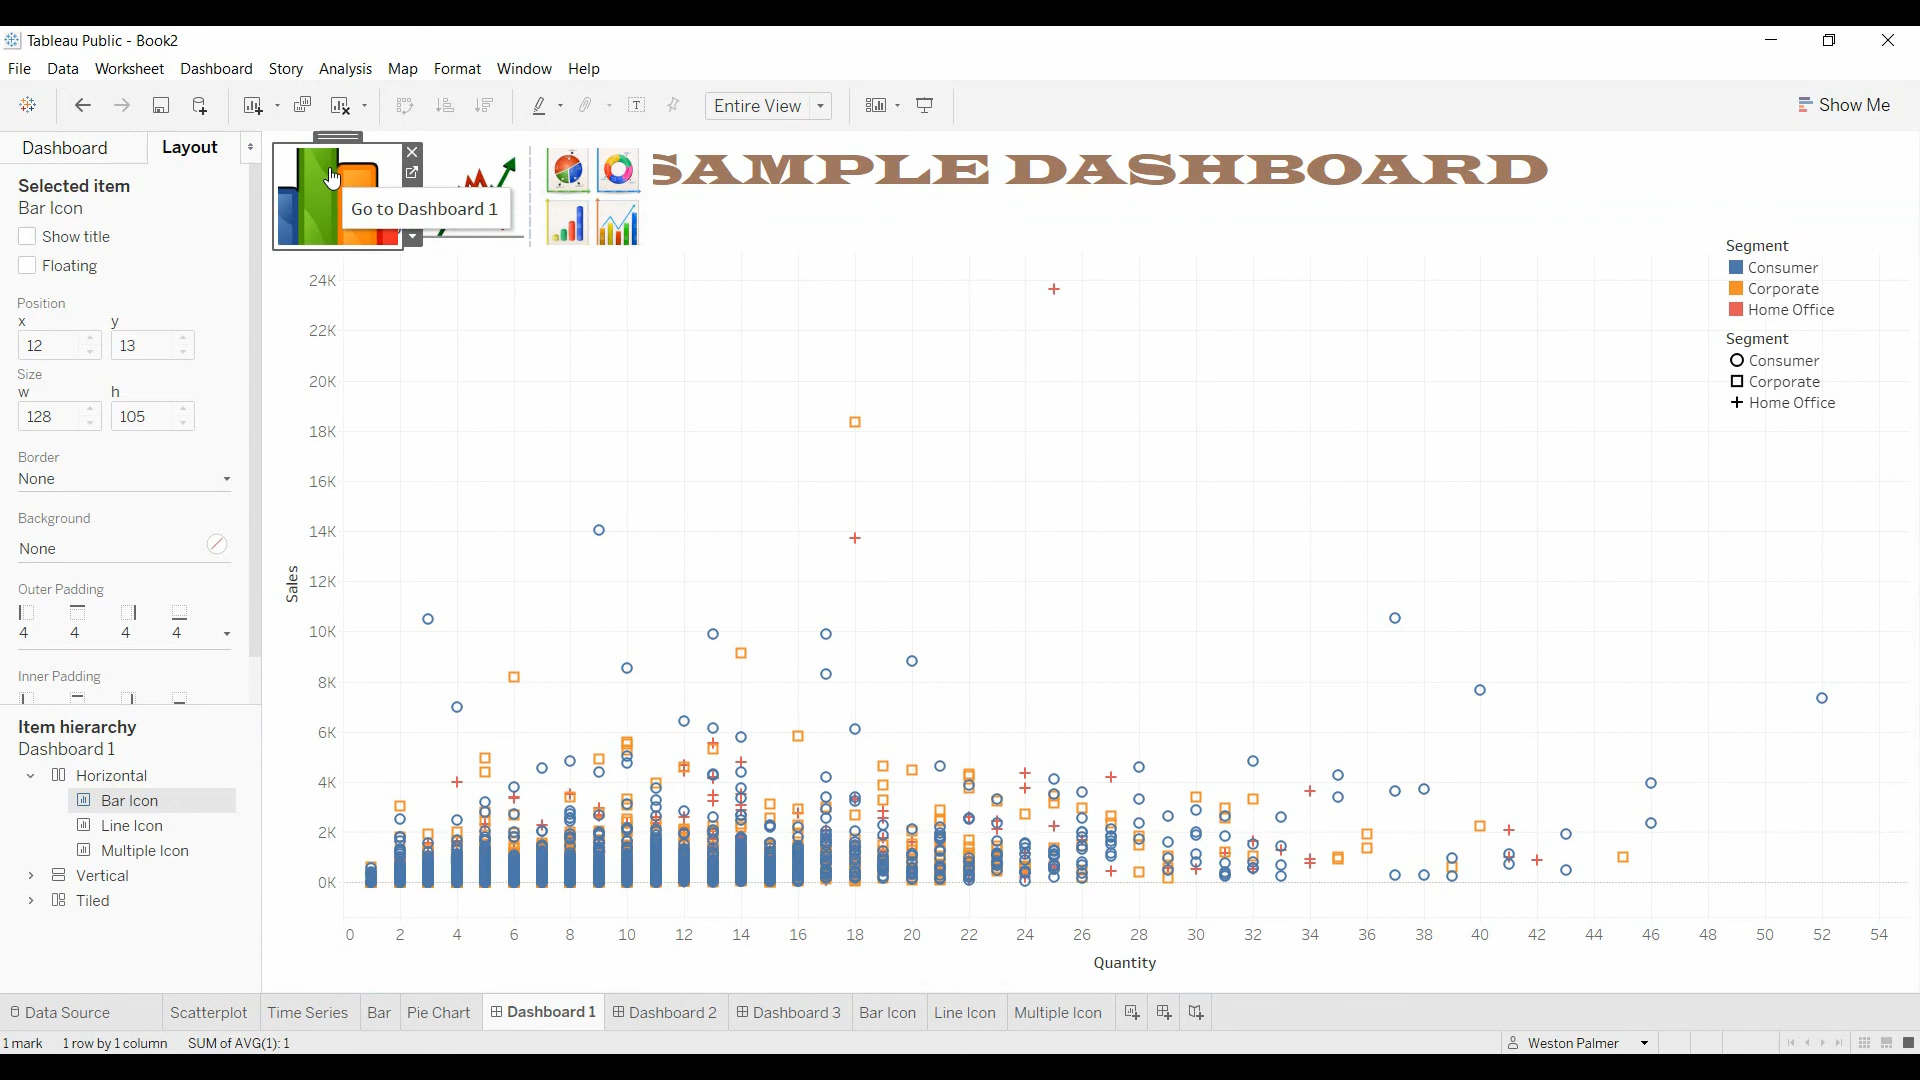 Tableau Public - Book2
File Data Worksheet Dashboard Story Analysis Map Format Window Help
Entire View
Show Me
Dashboard Layout
Selected item
Bar Icon
Show title
Floating
Position
x y
12 13
Size
w h
128 105
Border
None
Background
None
Outer Padding
4 4 4 4
Inner Padding
Item hierarchy
Dashboard 1
Horizontal
Bar Icon
Line Icon
Multiple Icon
Vertical
Tiled
Go to Dashboard 1
SAMPLE DASHBOARD
Segment
Consumer
Corporate
Home Office
Segment
Consumer
Corporate
Home Office
Sales
24K
22K
20K
18K
16K
14K
12K
10K
8K
6K
4K
2K
0K
0 2 4 6 8 10 12 14 16 18 20 22 24 26 28 30 32 34 36 38 40 42 44 46 48 50 52 54
Quantity
Data Source Scatterplot Time Series Bar Pie Chart Dashboard 1 Dashboard 2 Dashboard 3 Bar Icon Line Icon Multiple Icon
1 mark 1 row by 1 column SUM of AVG(1): 1 Weston Palmer